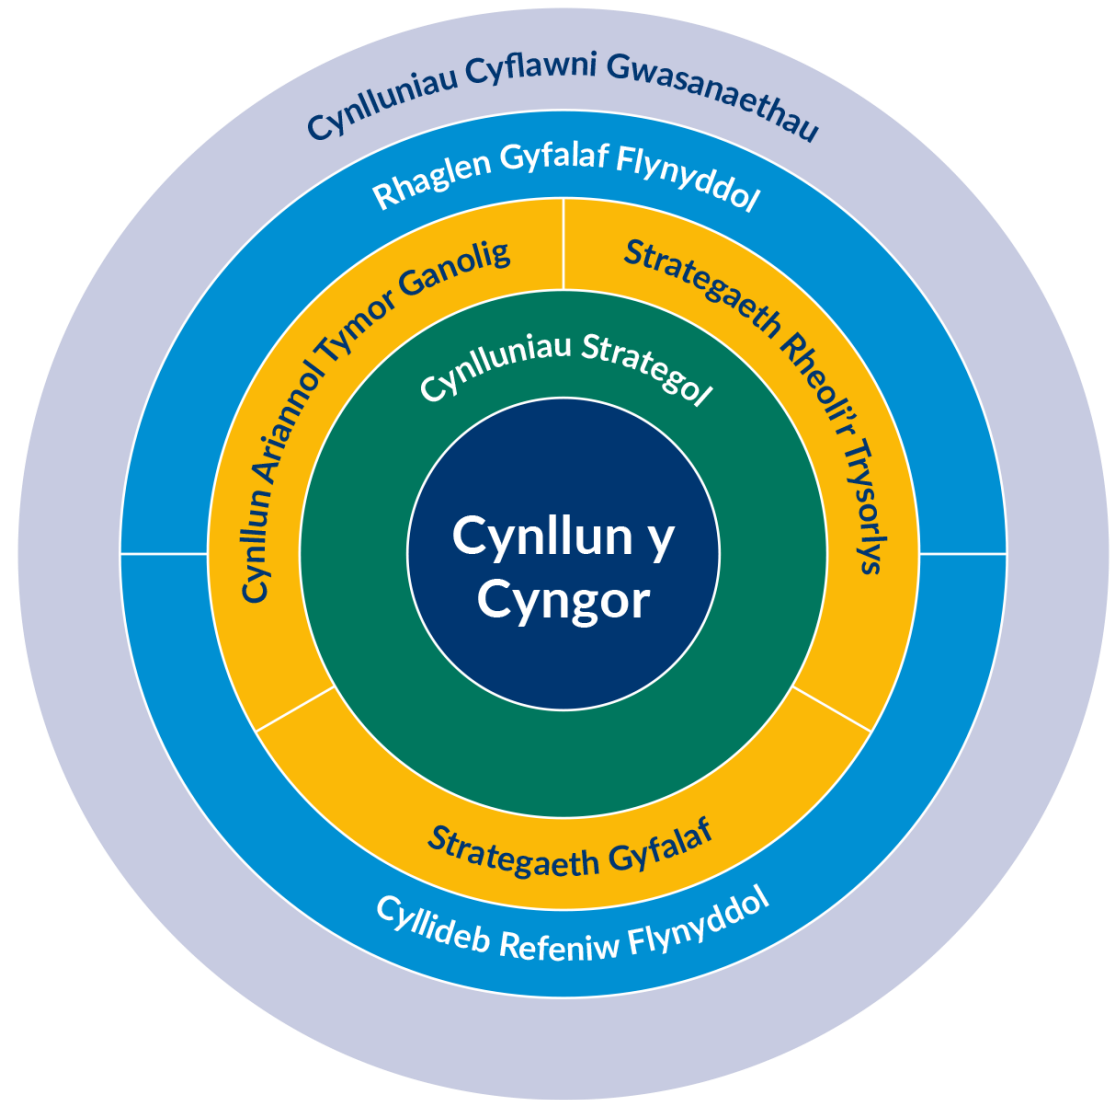 Cynlluniau Cyflawni Gwasanaethau
Rhaglen Gyfalaf Flynyddol
Cynllun Ariannol Tymor Ganolig
Strategaeth Rheoli’r Trysorlys
Cynlluniau Strategol
Cynllun y
Cyngor
Strategaeth Gyfalaf
Cyllideb Refeniw Flynyddol